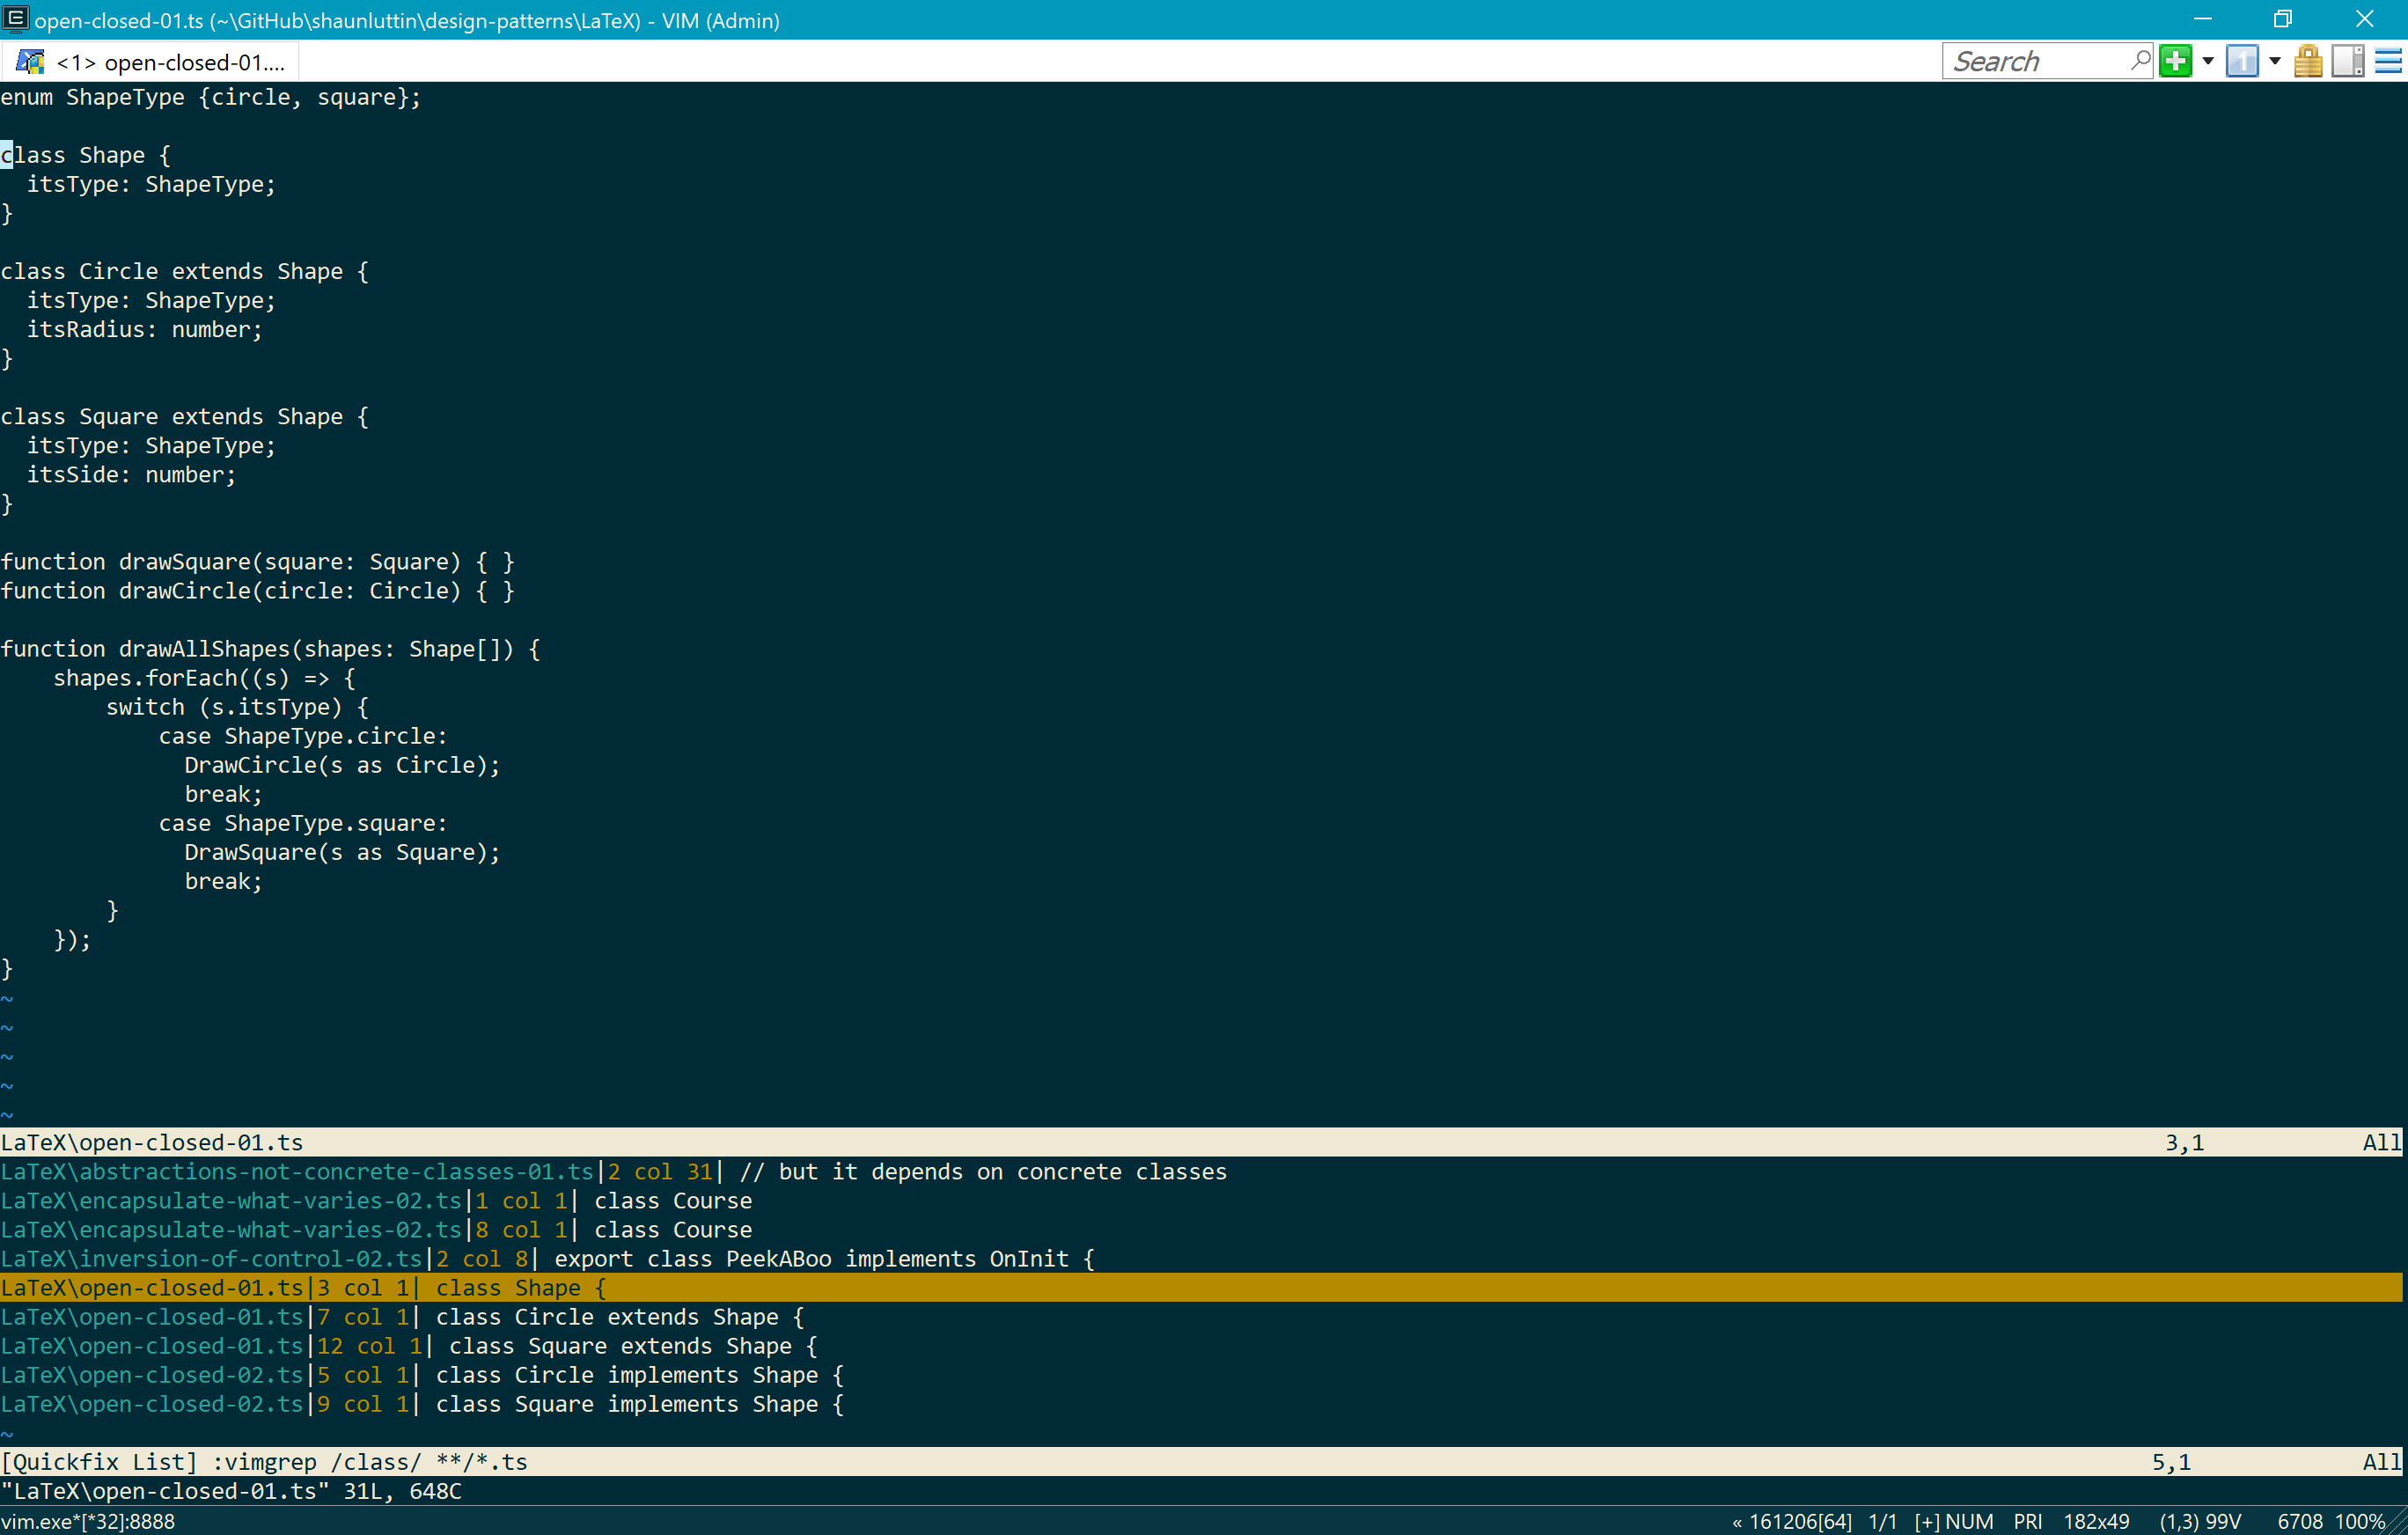 open-closed-01.ts (~\GitHub\shaunluttin\design-patterns\LaTeX) - VIM (Admin)
<1> open-closed-01.... Search 1
enum ShapeType {circle, square};
class Shape {
  itsType: ShapeType;
}
class Circle extends Shape {
  itsType: ShapeType;
  itsRadius: number;
}
class Square extends Shape {
  itsType: ShapeType;
  itsSide: number;
}
function drawSquare(square: Square) { }
function drawCircle(circle: Circle) { }
function drawAllShapes(shapes: Shape[]) {
    shapes.forEach((s) => {
        switch (s.itsType) {
            case ShapeType.circle:
              DrawCircle(s as Circle);
              break;
            case ShapeType.square:
              DrawSquare(s as Square);
              break;
        }
    });
}
~
~
~
~
~
LaTeX\open-closed-01.ts 3,1 All
LaTeX\abstractions-not-concrete-classes-01.ts|2 col 31| // but it depends on concrete classes
LaTeX\encapsulate-what-varies-02.ts|1 col 1| class Course
LaTeX\encapsulate-what-varies-02.ts|8 col 1| class Course
LaTeX\inversion-of-control-02.ts|2 col 8| export class PeekABoo implements OnInit {
LaTeX\open-closed-01.ts|3 col 1| class Shape {
LaTeX\open-closed-01.ts|7 col 1| class Circle extends Shape {
LaTeX\open-closed-01.ts|12 col 1| class Square extends Shape {
LaTeX\open-closed-02.ts|5 col 1| class Circle implements Shape {
LaTeX\open-closed-02.ts|9 col 1| class Square implements Shape {
~
[Quickfix List] :vimgrep /class/ **/*.ts 5,1 All
"LaTeX\open-closed-01.ts" 31L, 648C
vim.exe*[*32]:8888 « 161206[64] 1/1 [+] NUM PRI 182x49 (1,3) 99V 6708 100%